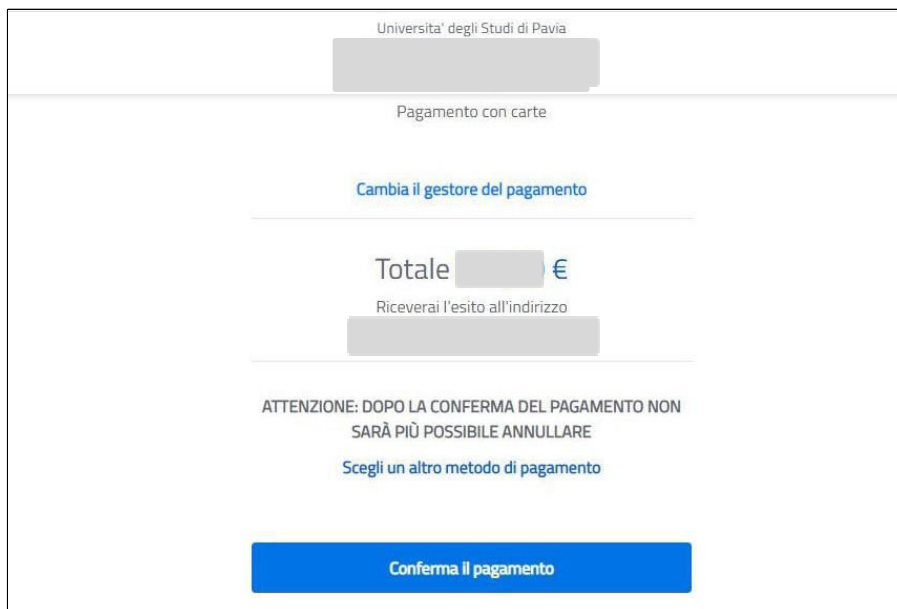 Universita' degli Studi di Pavia
Pagamento con carte
Cambia il gestore del pagamento
Totale €
Riceverai l'esito all'indirizzo
ATTENZIONE: DOPO LA CONFERMA DEL PAGAMENTO NON
SARÀ PIÙ POSSIBILE ANNULLARE
Scegli un altro metodo di pagamento
Conferma il pagamento